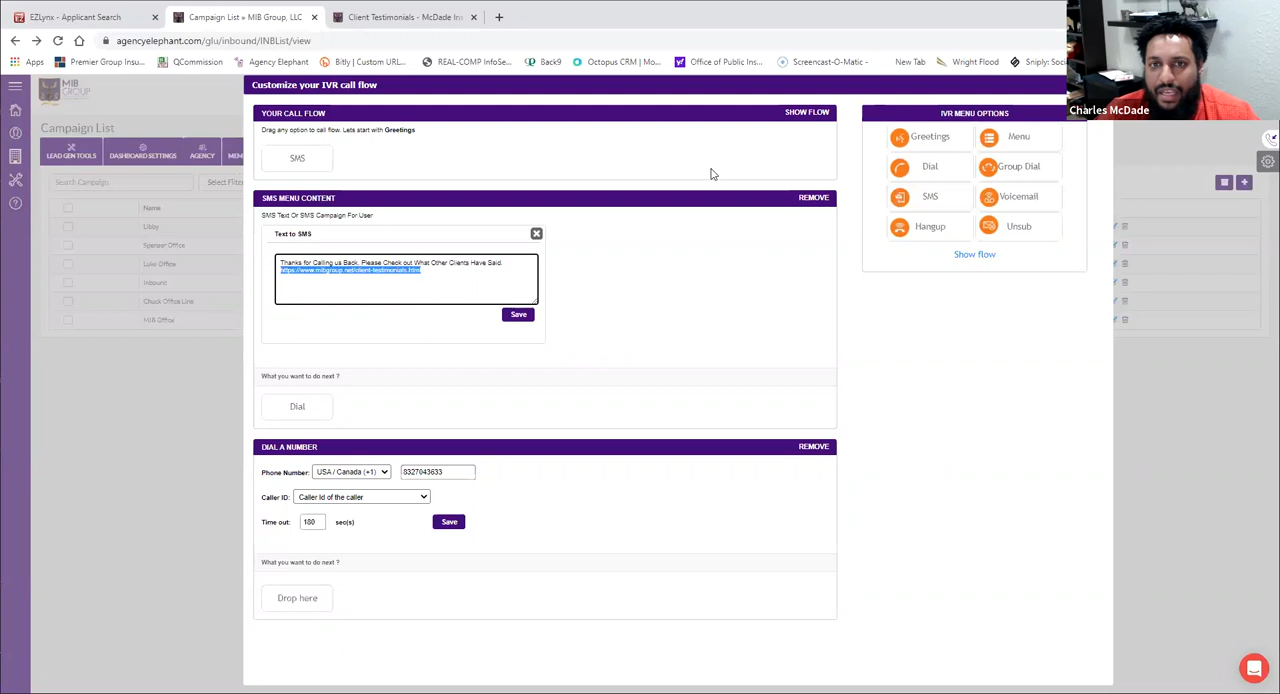 EZLynx - Applicant Search
Campaign List » MIB Group, LLC
Client Testimonials - McDade Ins
agencyelephant.com/glu/inbound/INBList/view
Apps
Premier Group Insu...
QCommission
Agency Elephant
Bitly | Custom URL...
REAL-COMP InfoSe...
Back9
Octopus CRM | Mo...
Office of Public Ins...
Screencast-O-Matic -
New Tab
Wright Flood
Sniply: Soci
Charles McDade
MIB
GROUP
Customize your IVR call flow
YOUR CALL FLOW
SHOW FLOW
Drag any option to call flow. Lets start with Greetings
SMS
IVR MENU OPTIONS
Greetings
Menu
Dial
Group Dial
SMS
Voicemail
Hangup
Unsub
Show flow
Campaign List
LEAD GEN TOOLS
DASHBOARD SETTINGS
AGENCY
MEM
Search Campaign
Select Filter
Name
Libby
Spenser Office
Luke Office
Inbound
Chuck Office Line
MIB Office
SMS MENU CONTENT
REMOVE
SMS Text Or SMS Campaign For User
Text to SMS
Thanks for Calling us Back. Please Check out What Other Clients Have Said.
https://www.mibgroup.net/client-testimonials.html
Save
What you want to do next ?
Dial
DIAL A NUMBER
REMOVE
Phone Number:
USA / Canada (+1)
8327043633
Caller ID:
Caller Id of the caller
Time out:
180
sec(s)
Save
What you want to do next ?
Drop here